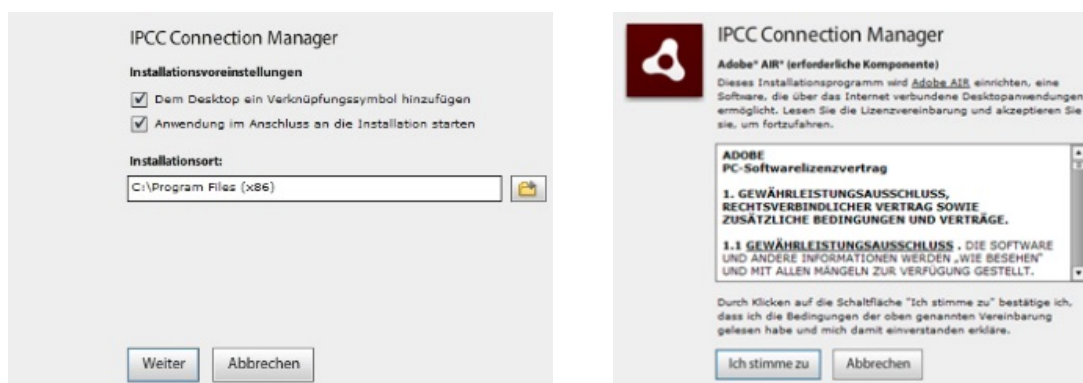 IPCC Connection Manager
Installationsvoreinstellungen
Dem Desktop ein Verknüpfungssymbol hinzufügen
Anwendung im Anschluss an die Installation starten
Installationsort:
C:\Program Files (x86)
Weiter
Abbrechen
IPCC Connection Manager
Adobe® AIR® (erforderliche Komponente)
Dieses Installationsprogramm wird Adobe AIR einrichten, eine
Software, die über das Internet verbundene Desktopanwendungen
ermöglicht. Lesen Sie die Lizenzvereinbarung und akzeptieren Sie
sie, um fortzufahren.
ADOBE
PC-Softwarelizenzvertrag
1. GEWÄHRLEISTUNGSAUSSCHLUSS,
RECHTSVERBINDLICHER VERTRAG SOWIE
ZUSÄTZLICHE BEDINGUNGEN UND VERTRÄGE.
1.1 GEWÄHRLEISTUNGSAUSSCHLUSS . DIE SOFTWARE
UND ANDERE INFORMATIONEN WERDEN „WIE BESEHEN"
UND MIT ALLEN MÄNGELN ZUR VERFÜGUNG GESTELLT.
Durch Klicken auf die Schaltfläche "Ich stimme zu" bestätige ich,
dass ich die Bedingungen der oben genannten Vereinbarung
gelesen habe und mich damit einverstanden erkläre.
Ich stimme zu
Abbrechen